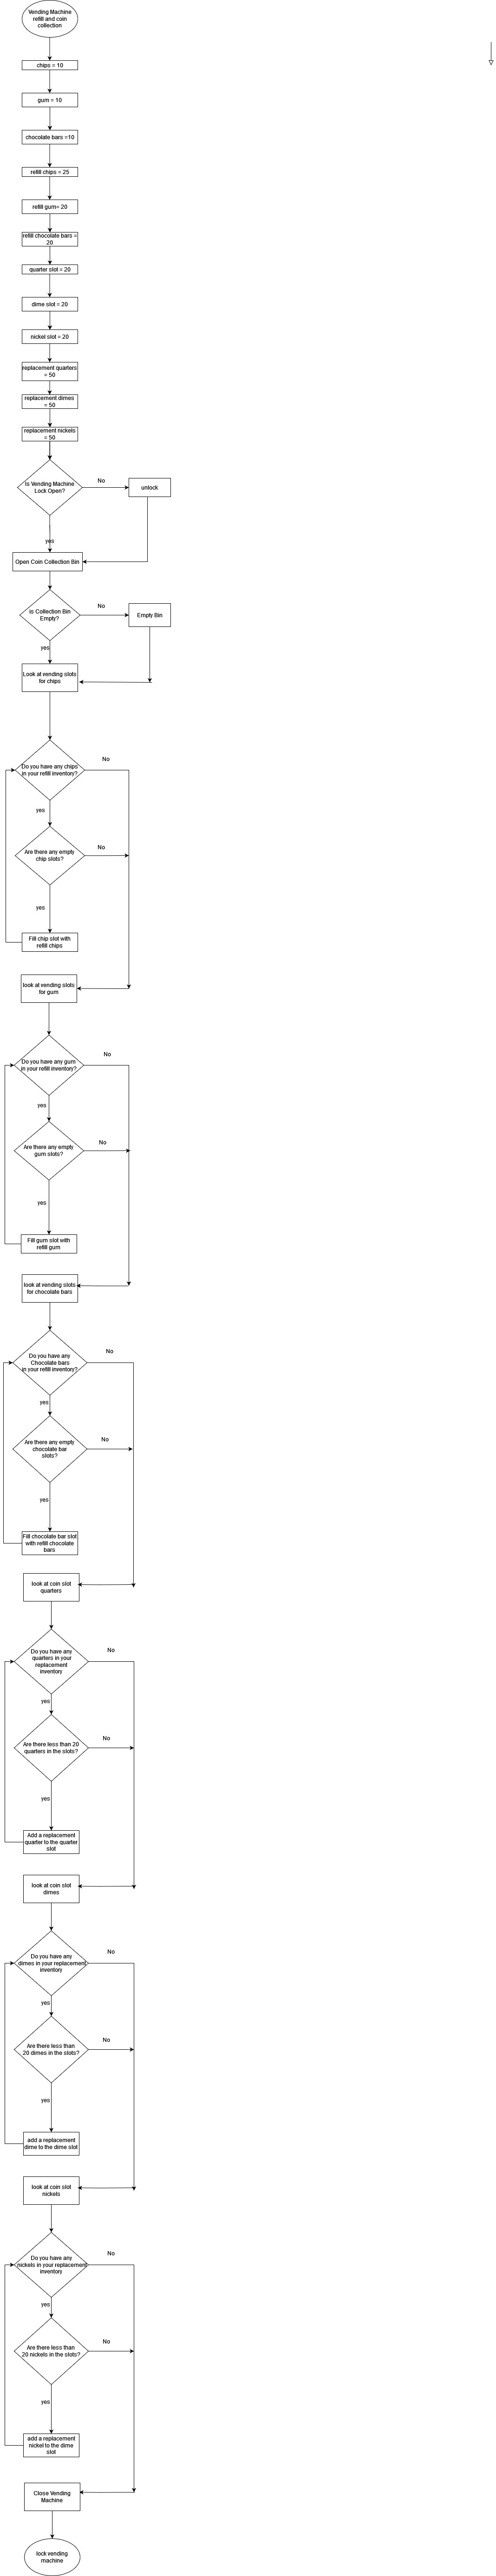 Vending Machine
refill and coin
collection
chips = 10
gum = 10
chocolate bars =10
refill chips = 25
refill gum= 20
refill chocolate bars =
20
quarter slot = 20
dime slot = 20
nickel slot = 20
replacement quarters
= 50
replacement dimes
= 50
replacement nickels
= 50
Is Vending Machine
Lock Open?
No
unlock
yes
Open Coin Collection Bin
is Collection Bin
Empty?
No
Empty Bin
yes
Look at vending slots
for chips
Do you have any chips
in your refill inventory?
No
yes
Are there any empty
chip slots?
No
yes
Fill chip slot with
refill chips
look at vending slots
for gum
Do you have any gum
in your refill inventory?
No
yes
Are there any empty
gum slots?
No
yes
Fill gum slot with
refill gum
look at vending slots
for chocolate bars
Do you have any
Chocolate bars
in your refill inventory?
No
yes
Are there any empty
chocolate bar
slots?
No
yes
Fill chocolate bar slot
with refill chocolate
bars
look at coin slot
quarters
Do you have any
quarters in your
replacement
inventory
No
yes
Are there less than 20
quarters in the slots?
No
yes
Add a replacement
quarter to the quarter
slot
look at coin slot
dimes
Do you have any
dimes in your replacement
inventory
No
yes
Are there less than
20 dimes in the slots?
No
yes
add a replacement
dime to the dime slot
look at coin slot
nickels
Do you have any
nickels in your replacement
inventory
No
yes
Are there less than
20 nickels in the slots?
No
yes
add a replacement
nickel to the dime
slot
Close Vending
Machine
lock vending
machine